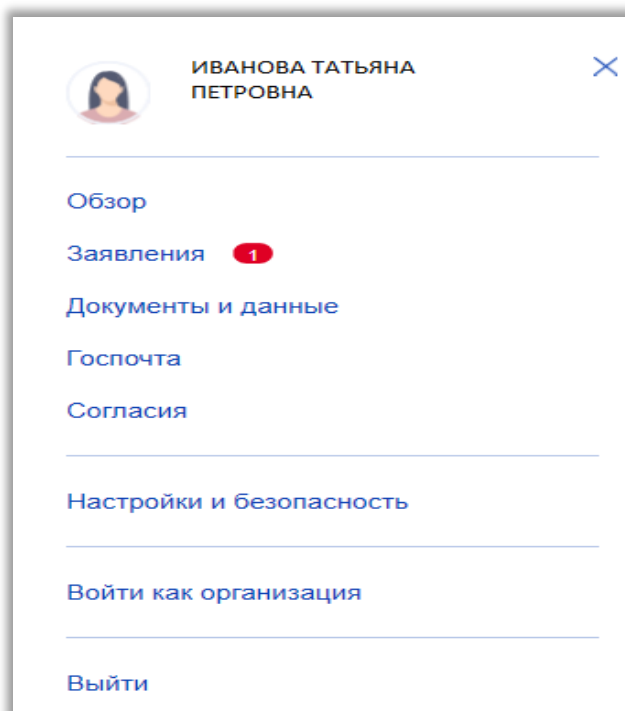 ИВАНОВА ТАТЬЯНА
ПЕТРОВНА
Обзор
Заявления 1
Документы и данные
Госпочта
Согласия
Настройки и безопасность
Войти как организация
Выйти